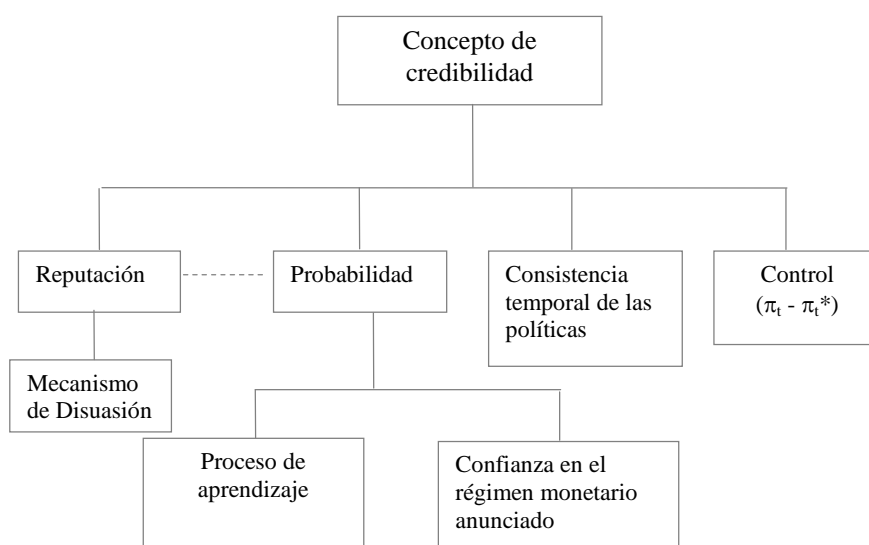 Concepto de
credibilidad
Reputación
Probabilidad
Consistencia
temporal de las
políticas
Control
(πt - πt*)
Mecanismo
de Disuasión
Proceso de
aprendizaje
Confianza en el
régimen monetario
anunciado